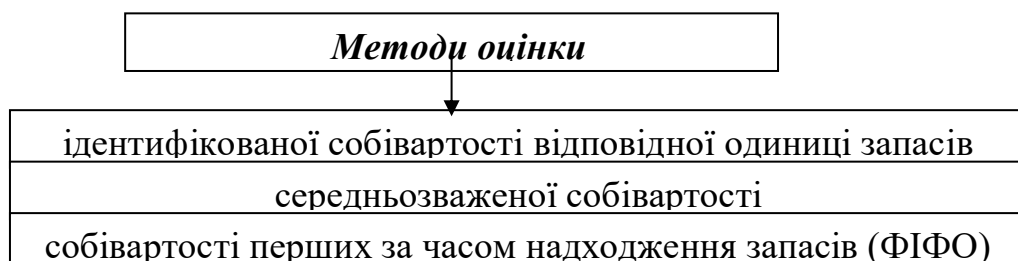 Методи оцінки
ідентифікованої собівартості відповідної одиниці запасів
середньозваженої собівартості
собівартості перших за часом надходження запасів (ФІФО)